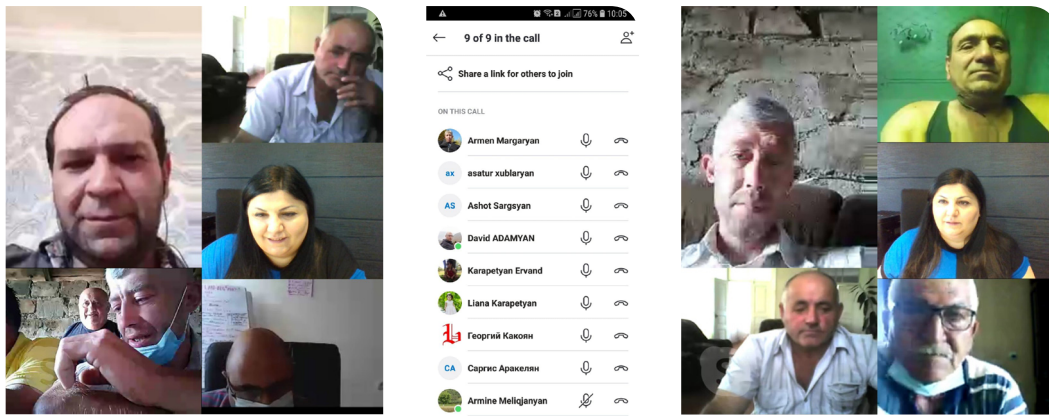 76% 10:05
9 of 9 in the call
Share a link for others to join
ON THIS CALL
Armen Margaryan
ax asatur xublaryan
AS Ashot Sargsyan
David ADAMYAN
Karapetyan Ervand
Liana Karapetyan
Георгий Какоян
СА Саргис Аракелян
Armine Meliqjanyan